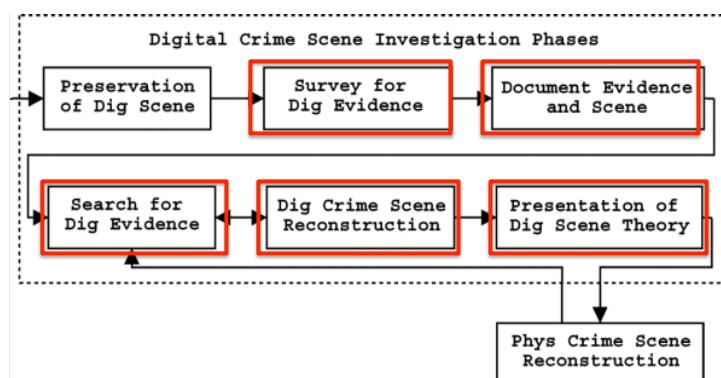 Digital Crime Scene Investigation Phases
Preservation
of Dig Scene
Survey for
Dig Evidence
Document Evidence
and Scene
Search for
Dig Evidence
Dig Crime Scene
Reconstruction
Presentation of
Dig Scene Theory
Phys Crime Scene
Reconstruction